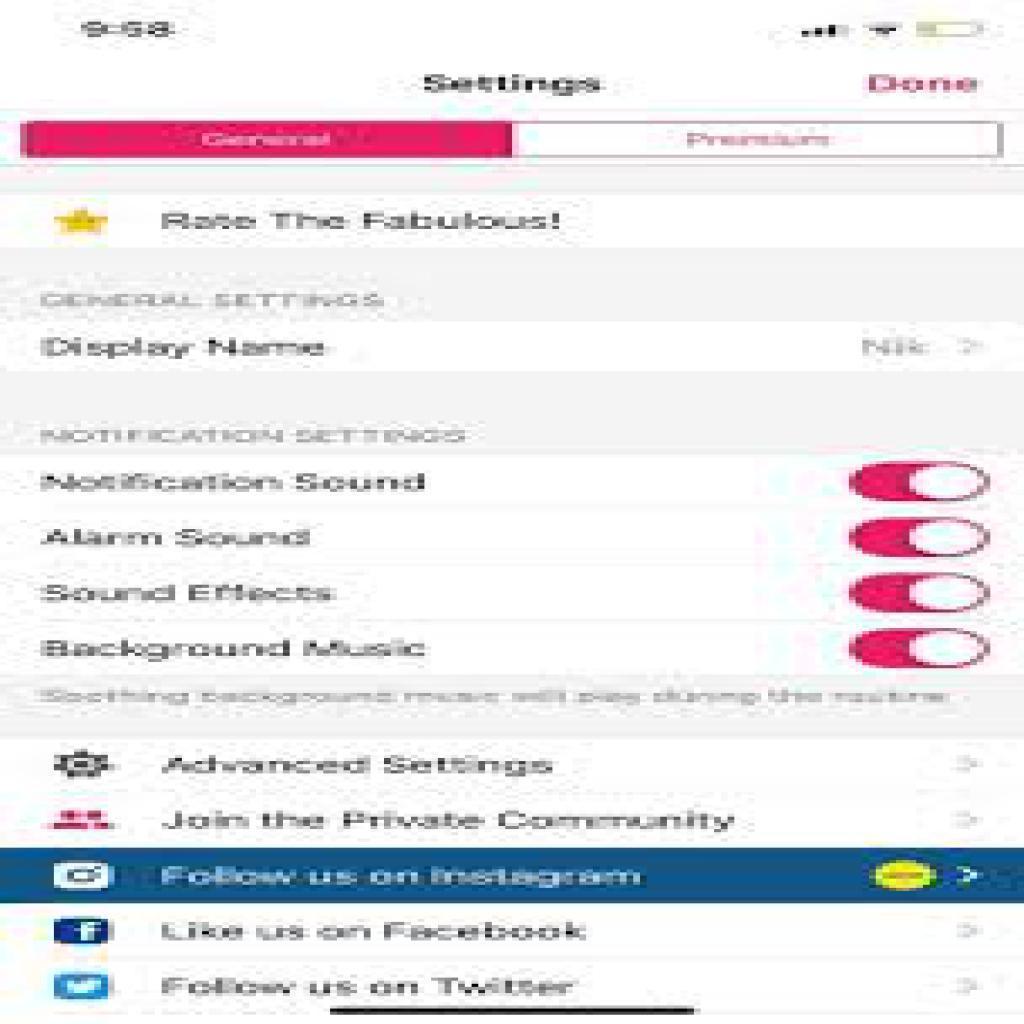 9:58
Settings
Done
General
Premium
Rate The Fabulous!
GENERAL SETTINGS
Display Name
Nik
NOTIFICATION SETTINGS
Notification Sound
Alarm Sound
Sound Effects
Background Music
Soothing background music will play during the routine.
Advanced Settings
Join the Private Community
Follow us on Instagram
Like us on Facebook
Follow us on Twitter